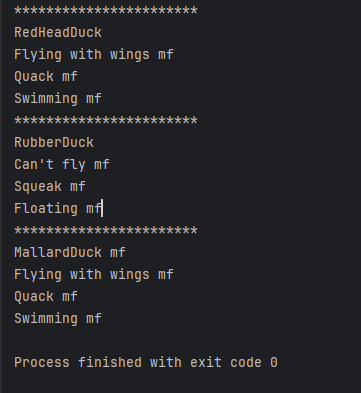 ***********************
RedHeadDuck
Flying with wings mf
Quack mf
Swimming mf
***********************
RubberDuck
Can't fly mf
Squeak mf
Floating mf
***********************
MallardDuck mf
Flying with wings mf
Quack mf
Swimming mf
Process finished with exit code 0